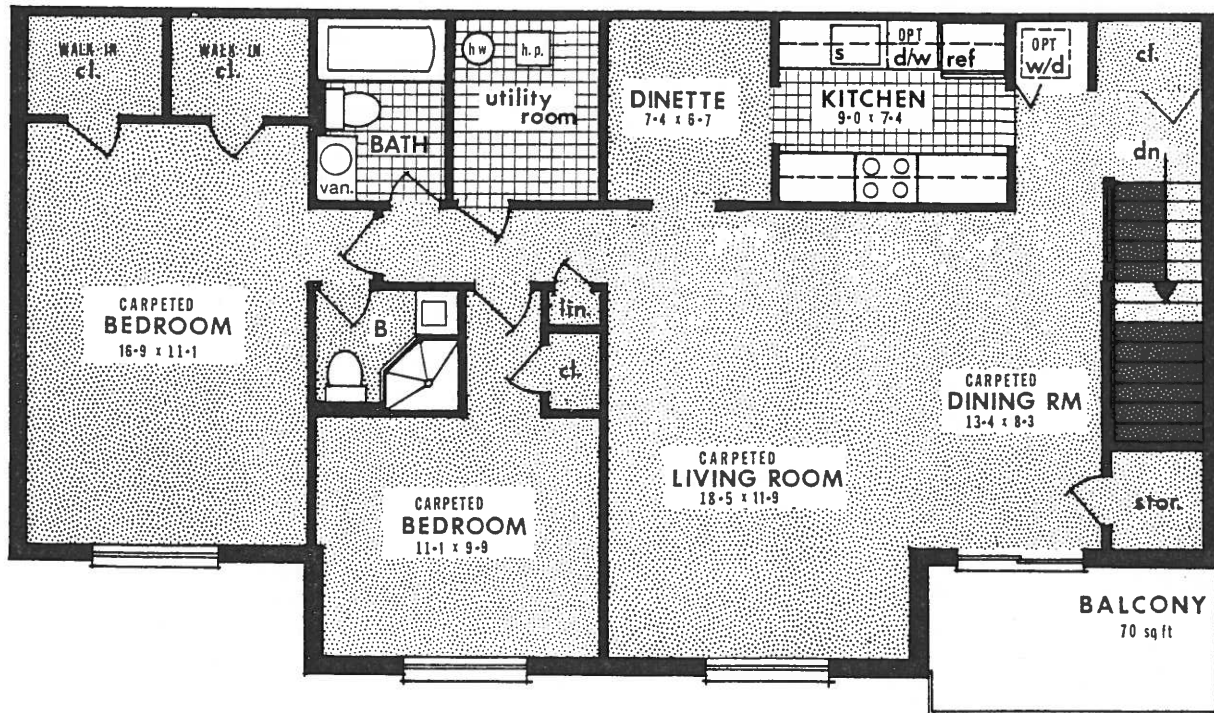 WALK IN
cl.
WALK IN
cl.
hw
h.p.
utility
room
DINETTE
7-4 x 6-7
s
OPT
d/w
ref
KITCHEN
9-0 x 7-4
OPT
w/d
cl.
dn
BATH
van.
CARPETED
BEDROOM
16-9 x 11-1
B
lin.
cl.
CARPETED
BEDROOM
11-1 x 9-9
CARPETED
LIVING ROOM
18-5 x 11-9
CARPETED
DINING RM
13-4 x 8-3
stor.
BALCONY
70 sq ft